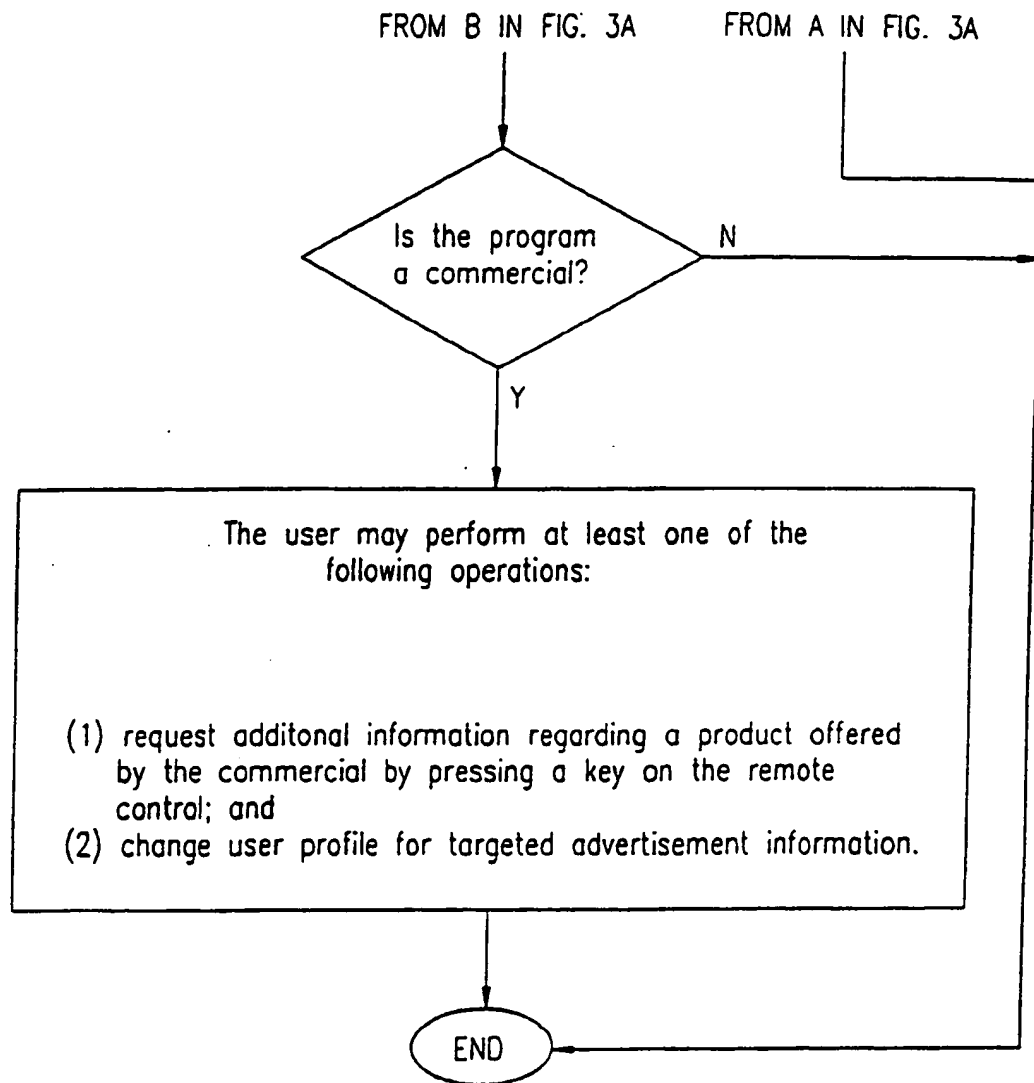 FROM B IN FIG. 3A
FROM A IN FIG. 3A
Is the program
a commercial?
N
Y
The user may perform at least one of the
following operations:
(1) request additonal information regarding a product offered
by the commercial by pressing a key on the remote
control; and
(2) change user profile for targeted advertisement information.
END